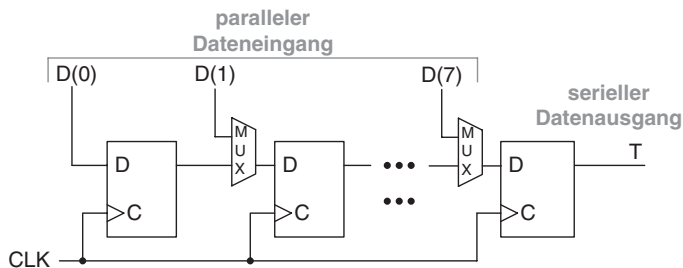 paralleler
Dateneingang
D(0) D(1) D(7)
serieller
Datenausgang
M
U
X
M
U
X
D D ••• D T
•••
C C C
CLK